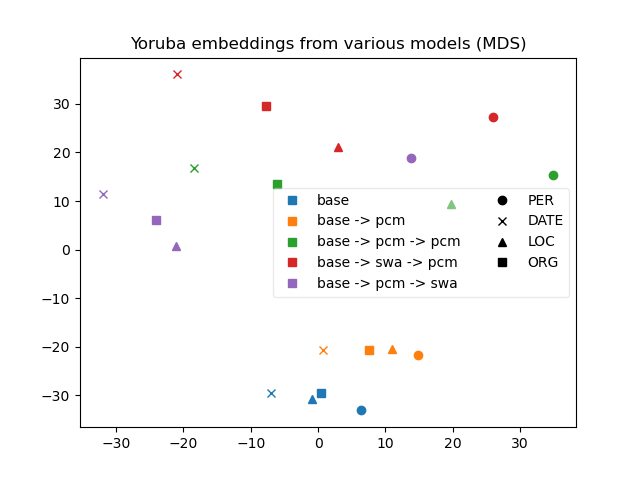 Yoruba embeddings from various models (MDS)
30
20
10
0
−10
−20
−30
base
PER
base -> pcm
DATE
base -> pcm -> pcm
LOC
base -> swa -> pcm
ORG
base -> pcm -> swa
−30
−20
−10
0
10
20
30